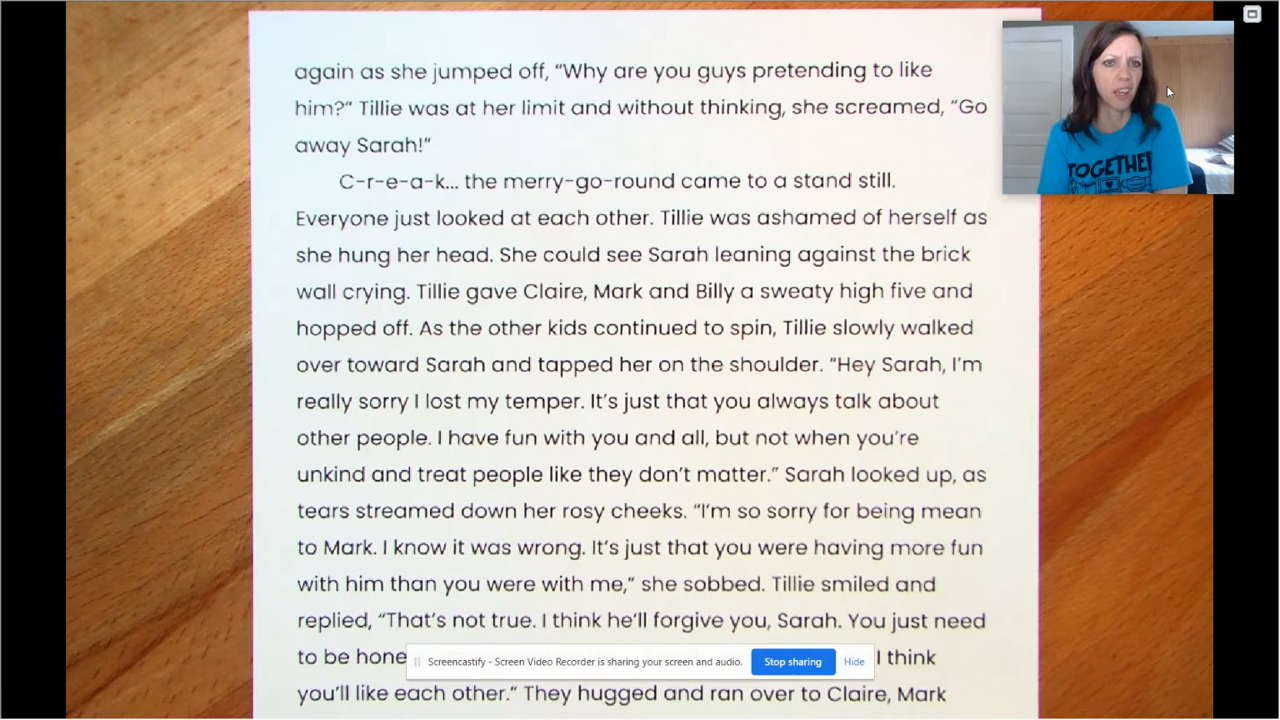 again as she jumped off, “Why are you guys pretending to like
him?” Tillie was at her limit and without thinking, she screamed, “Go
away Sarah!”
C-r-e-a-k... the merry-go-round came to a stand still.
Everyone just looked at each other. Tillie was ashamed of herself as
she hung her head. She could see Sarah leaning against the brick
wall crying. Tillie gave Claire, Mark and Billy a sweaty high five and
hopped off. As the other kids continued to spin, Tillie slowly walked
over toward Sarah and tapped her on the shoulder. “Hey Sarah, I’m
really sorry I lost my temper. It’s just that you always talk about
other people. I have fun with you and all, but not when you’re
unkind and treat people like they don’t matter.” Sarah looked up, as
tears streamed down her rosy cheeks. “I’m so sorry for being mean
to Mark. I know it was wrong. It’s just that you were having more fun
with him than you were with me,” she sobbed. Tillie smiled and
replied, “That’s not true. I think he’ll forgive you, Sarah. You just need
to be I think
you’ll like each other.” They hugged and ran over to Claire, Mark
Screencastify - Screen Video Recorder is sharing your screen and audio.
Stop sharing
Hide
TOGETHER